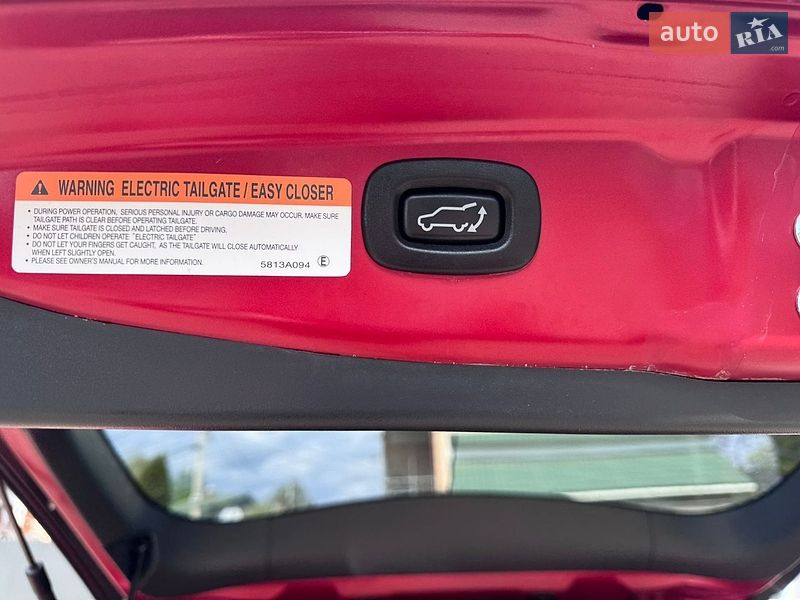 auto RIA
.com
WARNING ELECTRIC TAILGATE / EASY CLOSER
• DURING POWER OPERATION, SERIOUS PERSONAL INJURY OR CARGO DAMAGE MAY OCCUR. MAKE SURE
TAILGATE PATH IS CLEAR BEFORE OPERATING TAILGATE.
• MAKE SURE TAILGATE IS CLOSED AND LATCHED BEFORE DRIVING.
• DO NOT LET CHILDREN OPERATE "ELECTRIC TAILGATE"
• DO NOT LET YOUR FINGERS GET CAUGHT, AS THE TAILGATE WILL CLOSE AUTOMATICALLY
WHEN LEFT SLIGHTLY OPEN.
• PLEASE SEE OWNER'S MANUAL FOR MORE INFORMATION. 5813A094 Ⓔ